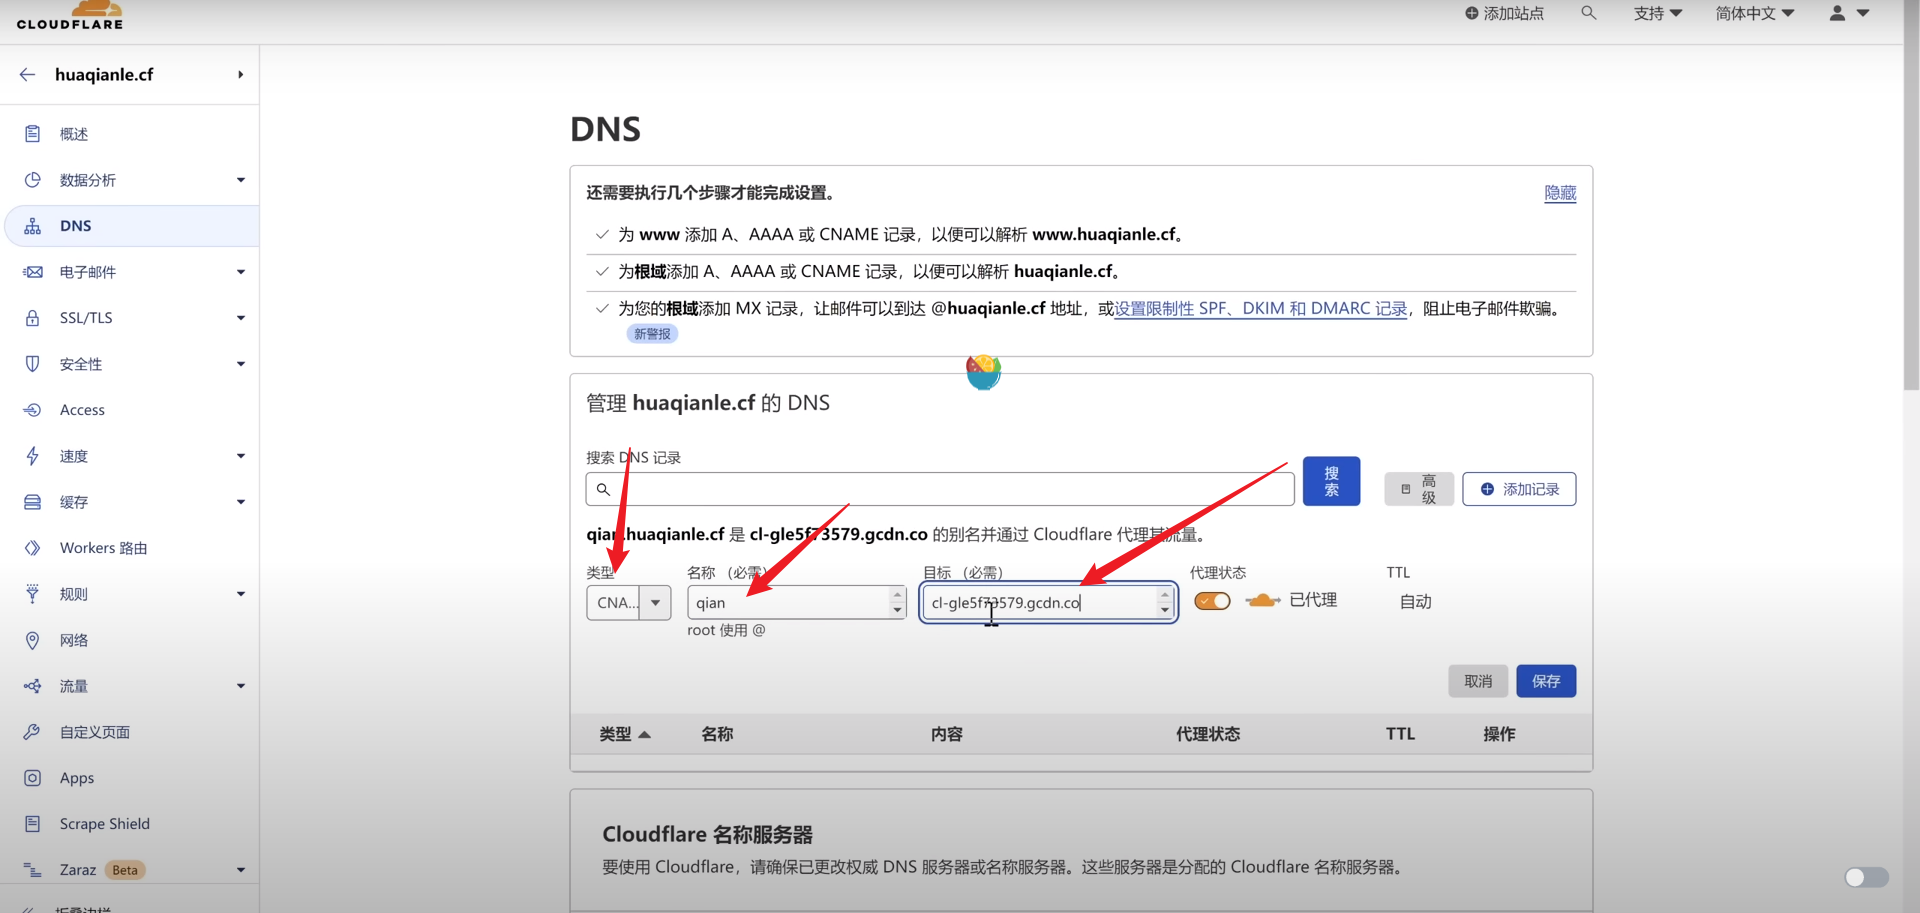 CLOUDFLARE
添加站点
支持
简体中文
huaqianle.cf
概述
数据分析
DNS
电子邮件
SSL/TLS
安全性
Access
速度
缓存
Workers 路由
规则
网络
流量
自定义页面
Apps
Scrape Shield
Zaraz Beta
DNS
还需要执行几个步骤才能完成设置。
隐藏
为 www 添加 A、AAAA 或 CNAME 记录，以便可以解析 www.huaqianle.cf。
为根域添加 A、AAAA 或 CNAME 记录，以便可以解析 huaqianle.cf。
为您的根域添加 MX 记录，让邮件可以到达 @huaqianle.cf 地址，或设置限制性 SPF、DKIM 和 DMARC 记录，阻止电子邮件欺骗。
新警报
管理 huaqianle.cf 的 DNS
搜索 DNS 记录
搜索
高级
添加记录
qian.huaqianle.cf 是 cl-gle5f73579.gcdn.co 的别名并通过 Cloudflare 代理其流量。
类型 名称 （必需） 目标 （必需） 代理状态 TTL
CNA... qian cl-gle5f73579.gcdn.co 已代理 自动
root 使用 @
取消 保存
类型 名称 内容 代理状态 TTL 操作
Cloudflare 名称服务器
要使用 Cloudflare，请确保已更改权威 DNS 服务器或名称服务器。这些服务器是分配的 Cloudflare 名称服务器。